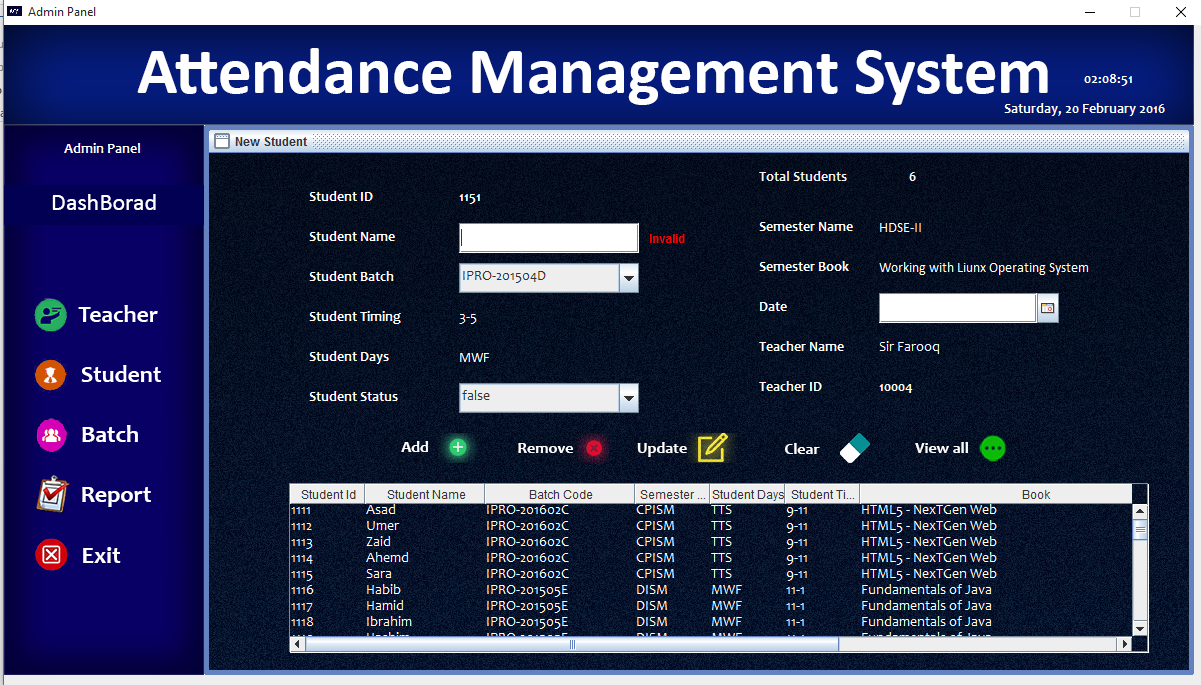 Admin Panel
Attendance Management System
02:08:51
Saturday, 20 February 2016
Admin Panel
DashBorad
Teacher
Student
Batch
Report
Exit
New Student
Student ID 1151
Student Name Invalid
Student Batch IPRO-201504D
Student Timing 3-5
Student Days MWF
Student Status false
Total Students 6
Semester Name HDSE-II
Semester Book Working with Liunx Operating System
Date
Teacher Name Sir Farooq
Teacher ID 10004
Add Remove Update Clear View all
Student Id Student Name Batch Code Semester ... Student Days Student Ti... Book
1111 Asad IPRO-201602C CPISM TTS 9-11 HTML5 - NexTGen Web
1112 Umer IPRO-201602C CPISM TTS 9-11 HTML5 - NexTGen Web
1113 Zaid IPRO-201602C CPISM TTS 9-11 HTML5 - NexTGen Web
1114 Ahemd IPRO-201602C CPISM TTS 9-11 HTML5 - NexTGen Web
1115 Sara IPRO-201602C CPISM TTS 9-11 HTML5 - NexTGen Web
1116 Habib IPRO-201505E DISM MWF 11-1 Fundamentals of Java
1117 Hamid IPRO-201505E DISM MWF 11-1 Fundamentals of Java
1118 Ibrahim IPRO-201505E DISM MWF 11-1 Fundamentals of Java